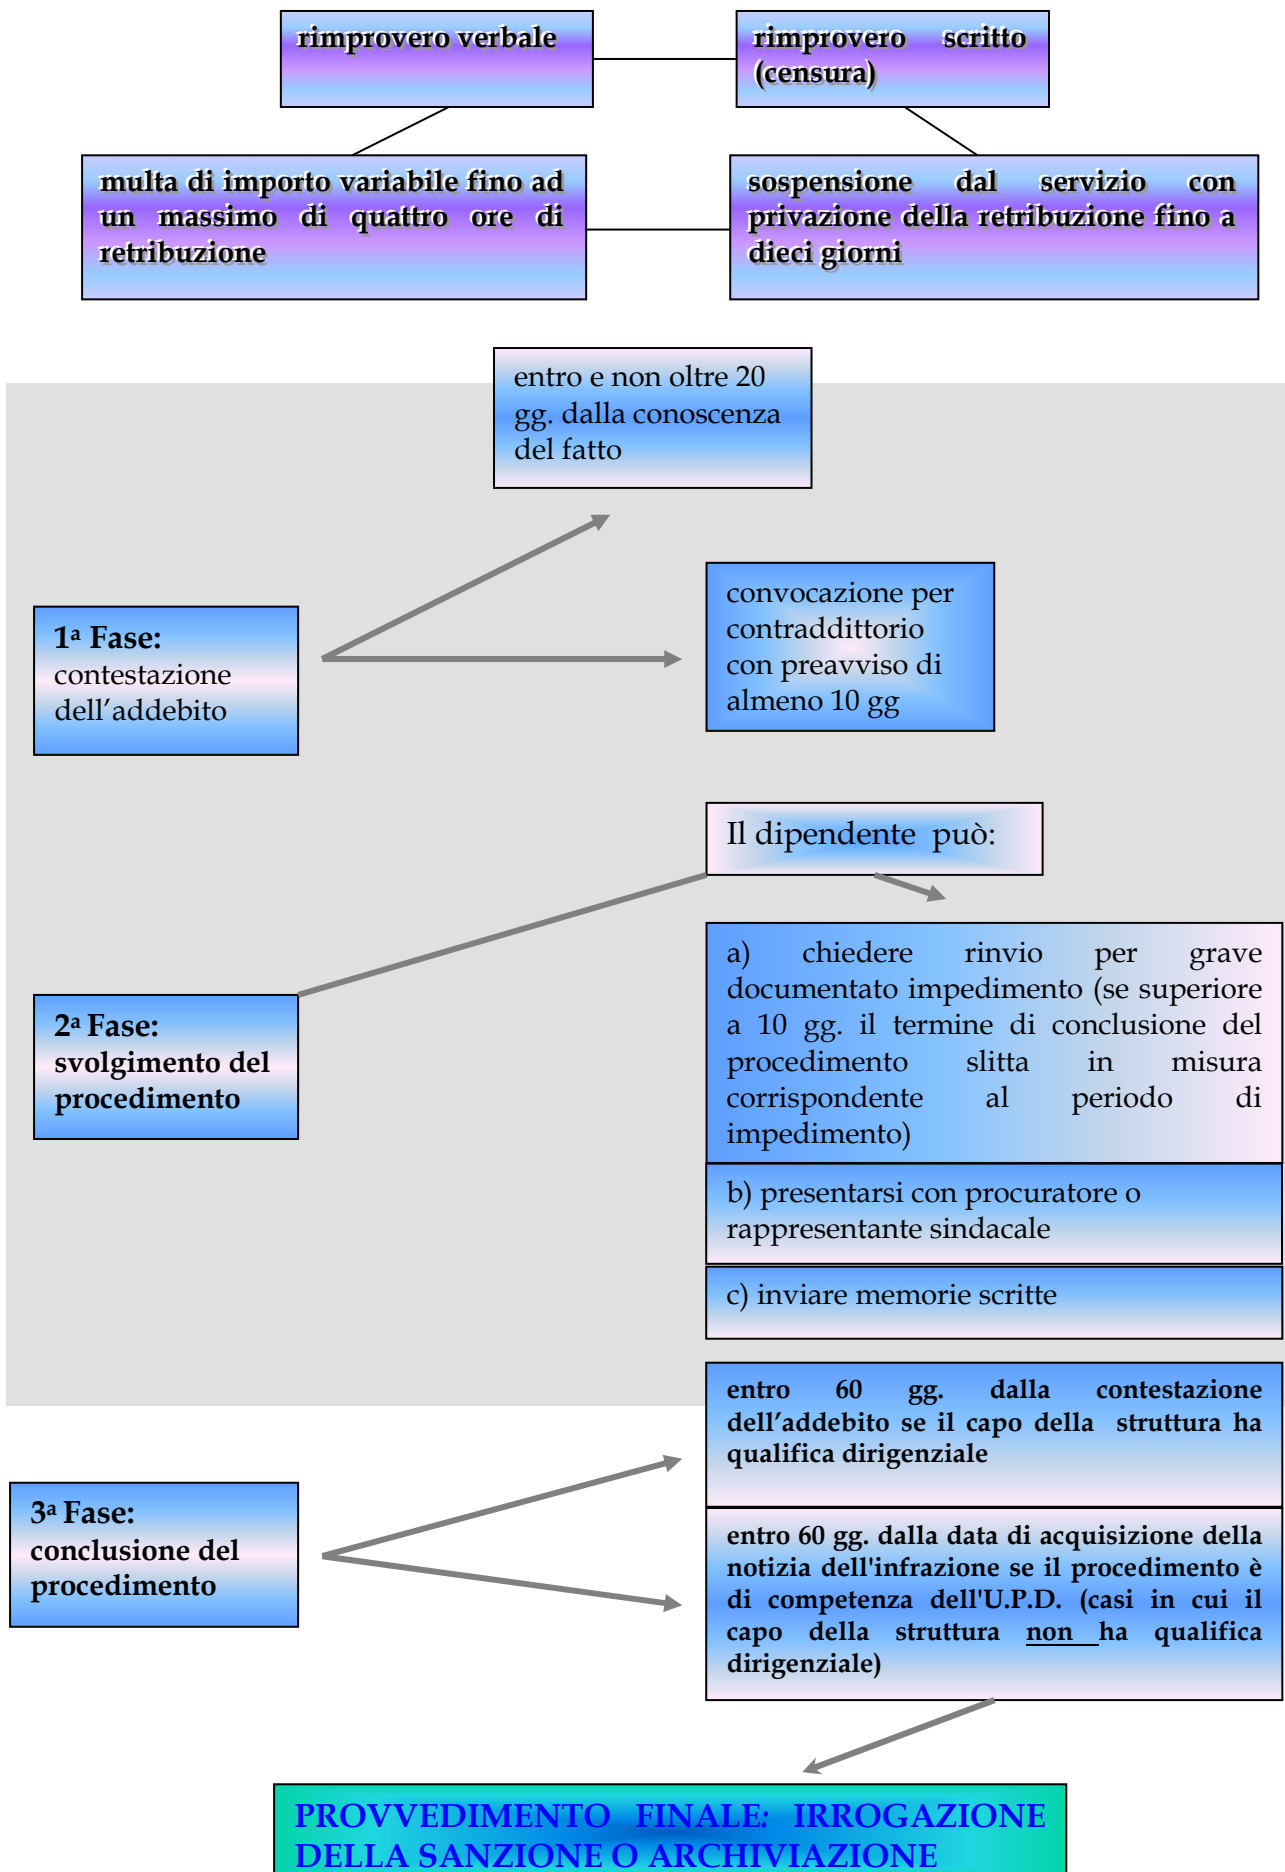 rimprovero verbale
rimprovero scritto
(censura)
multa di importo variabile fino ad
un massimo di quattro ore di
retribuzione
sospensione dal servizio con
privazione della retribuzione fino a
dieci giorni
entro e non oltre 20
gg. dalla conoscenza
del fatto
1ª Fase:
contestazione
dell’addebito
convocazione per
contraddittorio
con preavviso di
almeno 10 gg
Il dipendente può:
2ª Fase:
svolgimento del
procedimento
a) chiedere rinvio per grave
documentato impedimento (se superiore
a 10 gg. il termine di conclusione del
procedimento slitta in misura
corrispondente al periodo di
impedimento)
b) presentarsi con procuratore o
rappresentante sindacale
c) inviare memorie scritte
3ª Fase:
conclusione del
procedimento
entro 60 gg. dalla contestazione
dell’addebito se il capo della struttura ha
qualifica dirigenziale
entro 60 gg. dalla data di acquisizione della
notizia dell'infrazione se il procedimento è
di competenza dell'U.P.D. (casi in cui il
capo della struttura non ha qualifica
dirigenziale)
PROVVEDIMENTO FINALE: IRROGAZIONE
DELLA SANZIONE O ARCHIVIAZIONE